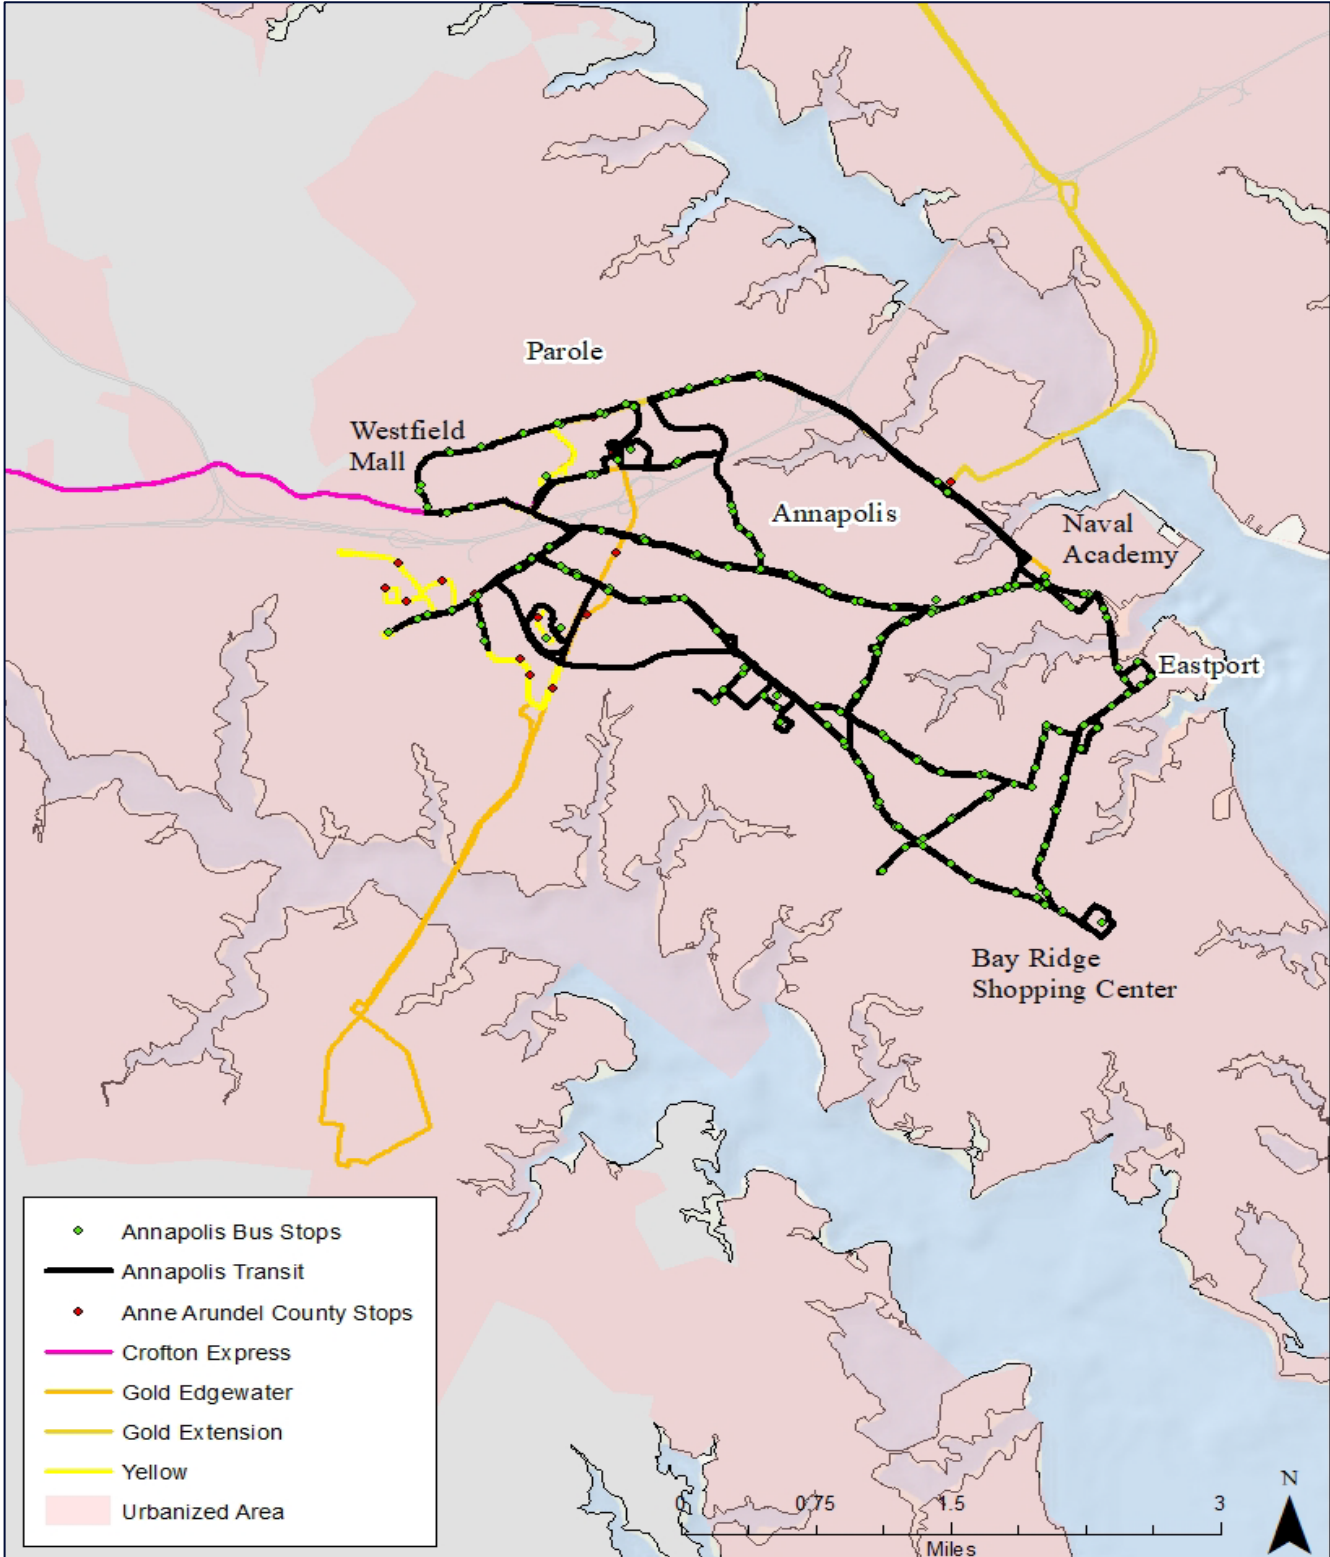 Parole
Westfield
Mall
Annapolis
Naval
Academy
Eastport
Bay Ridge
Shopping Center
Annapolis Bus Stops
Annapolis Transit
Anne Arundel County Stops
Crofton Express
Gold Edgewater
Gold Extension
Yellow
Urbanized Area
0 0.75 1.5 3
Miles
N